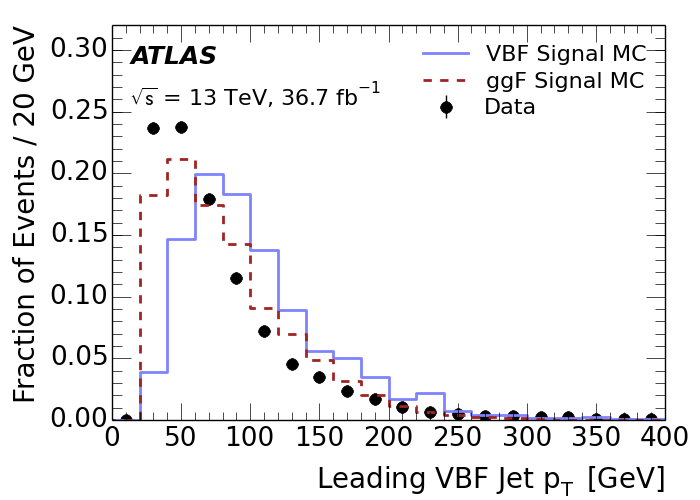 ATLAS
√s = 13 TeV, 36.7 fb⁻¹
VBF Signal MC
ggF Signal MC
Data
Fraction of Events / 20 GeV
0.30
0.25
0.20
0.15
0.10
0.05
0.00
0 50 100 150 200 250 300 350 400
Leading VBF Jet p_T [GeV]